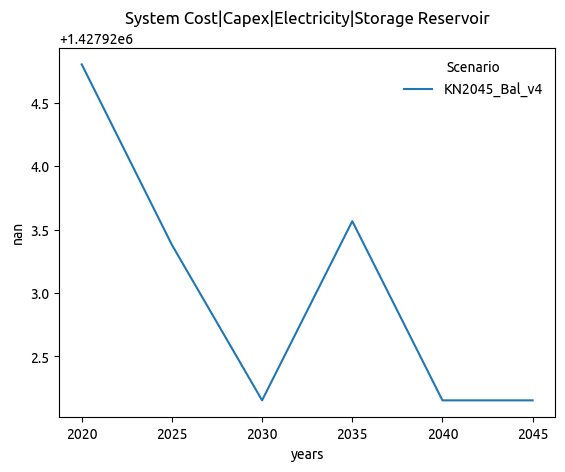 System Cost|Capex|Electricity|Storage Reservoir
+1.42792e6
Scenario
KN2045_Bal_v4
4.5
4.0
3.5
3.0
2.5
nan
2020 2025 2030 2035 2040 2045
years